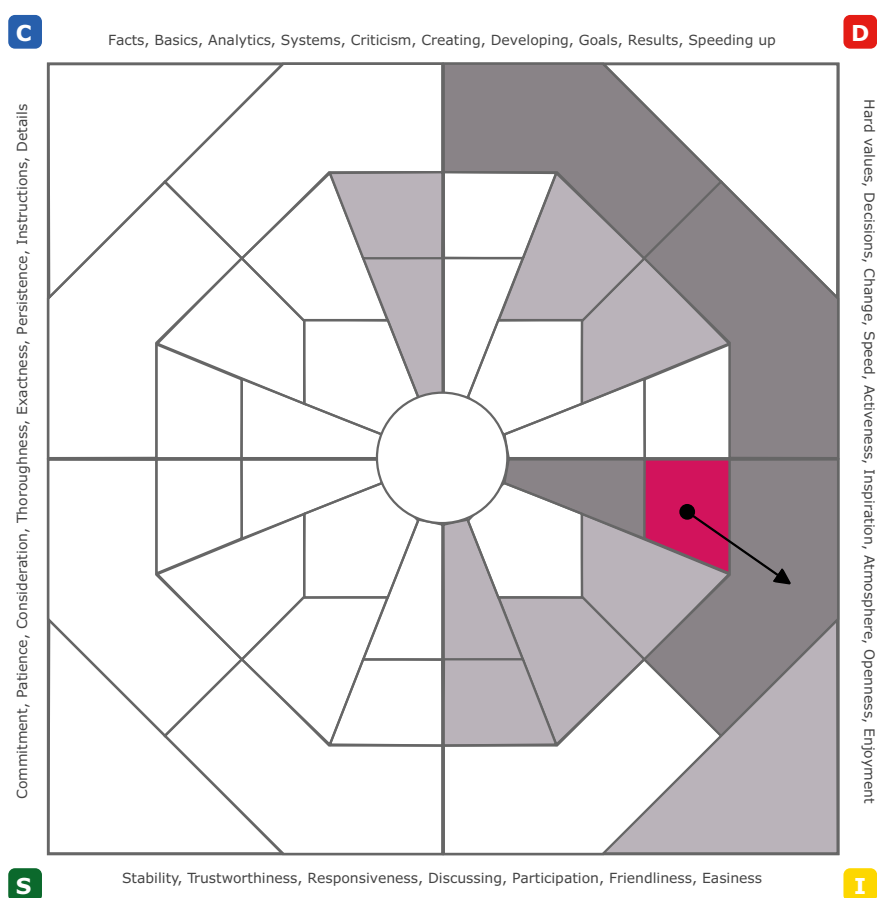 C
Facts, Basics, Analytics, Systems, Criticism, Creating, Developing, Goals, Results, Speeding up
D
Commitment, Patience, Consideration, Thoroughness, Exactness, Persistence, Instructions, Details
Hard values, Decisions, Change, Speed, Activeness, Inspiration, Atmosphere, Openness, Enjoyment
S
Stability, Trustworthiness, Responsiveness, Discussing, Participation, Friendliness, Easiness
I